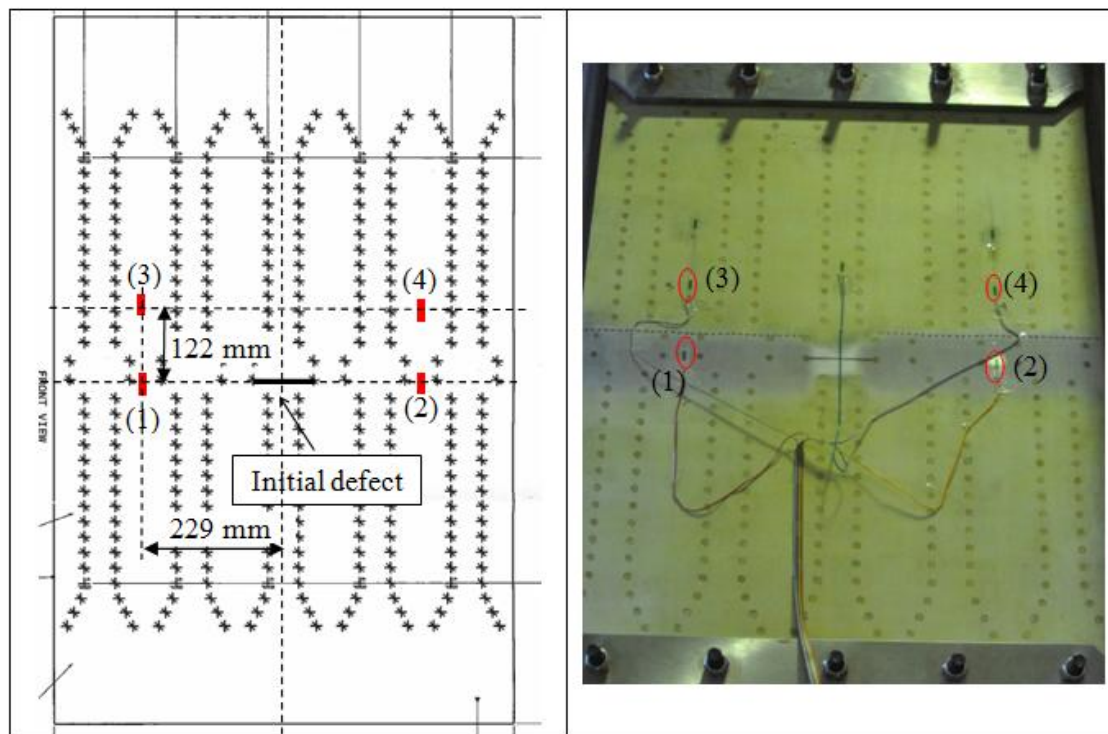 (3)
(4)
122 mm
(1)
(2)
FRONT VIEW
Initial defect
229 mm
(3)
(4)
(1)
(2)